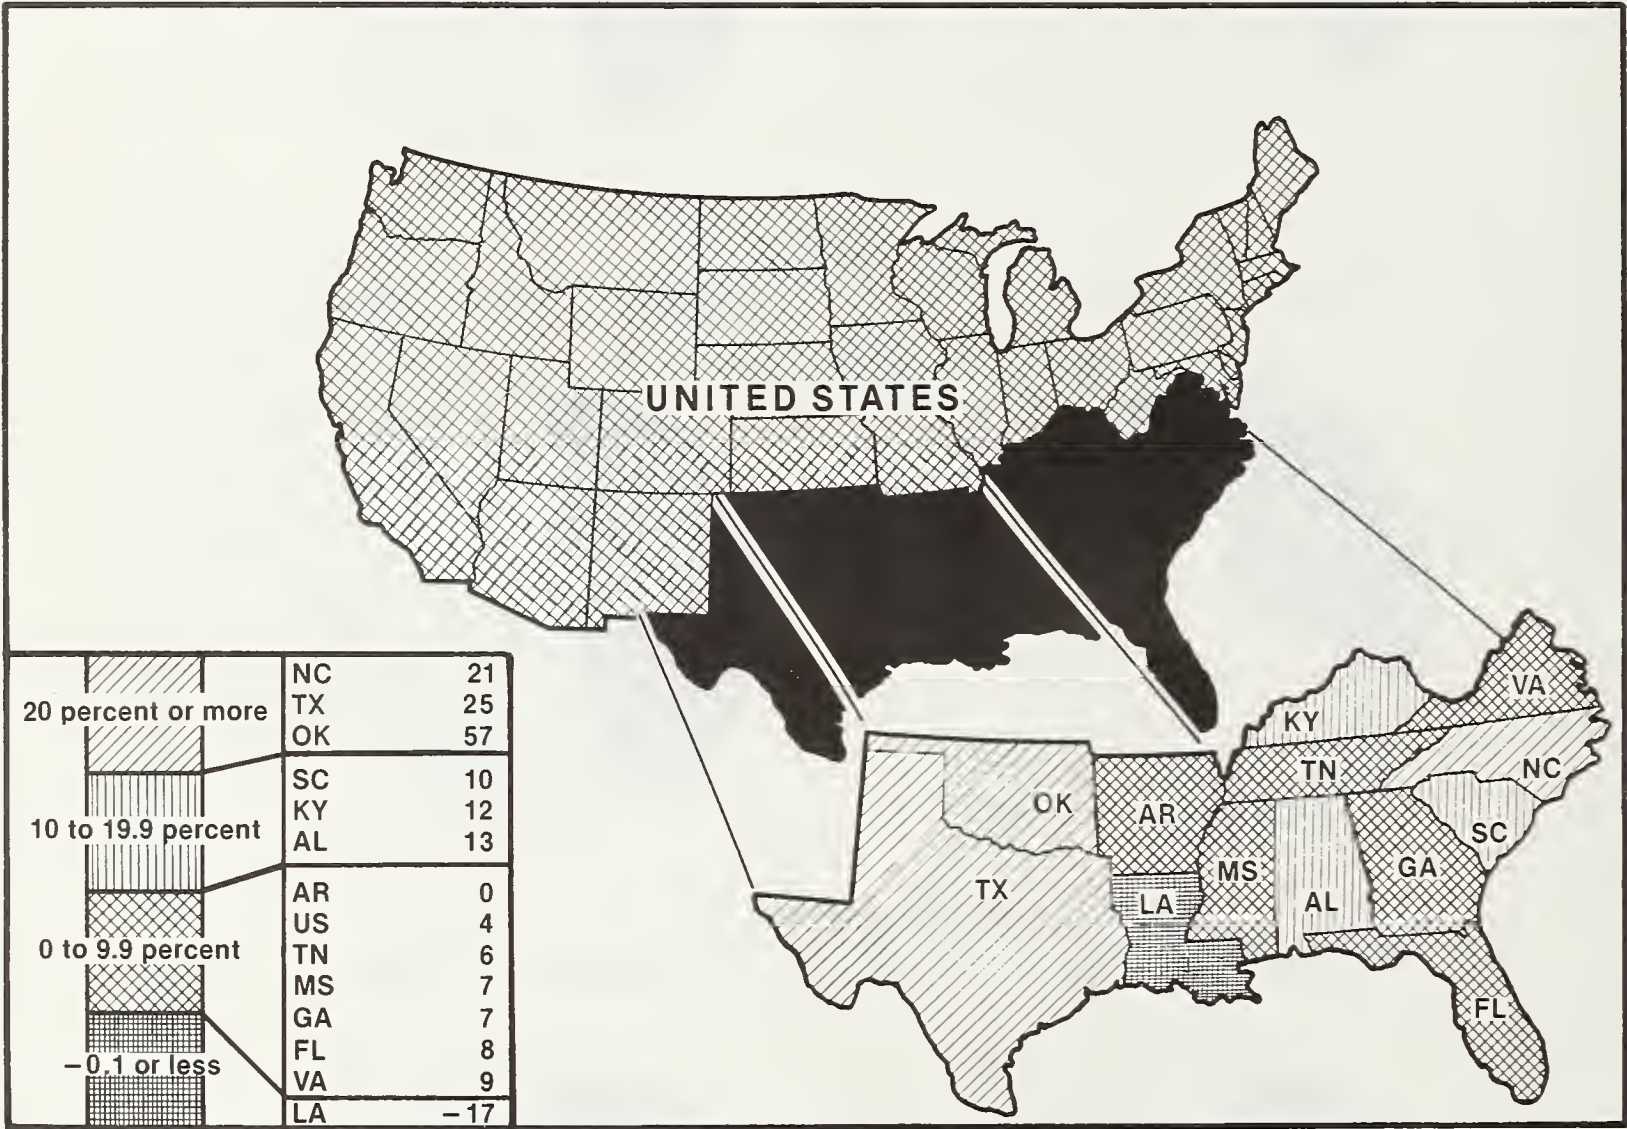 UNITED STATES
20 percent or more
10 to 19.9 percent
0 to 9.9 percent
−0.1 or less
NC 21
TX 25
OK 57
SC 10
KY 12
AL 13
AR 0
US 4
TN 6
MS 7
GA 7
FL 8
VA 9
LA −17
VA
KY
TN
NC
OK
AR
SC
MS
GA
TX
AL
LA
FL